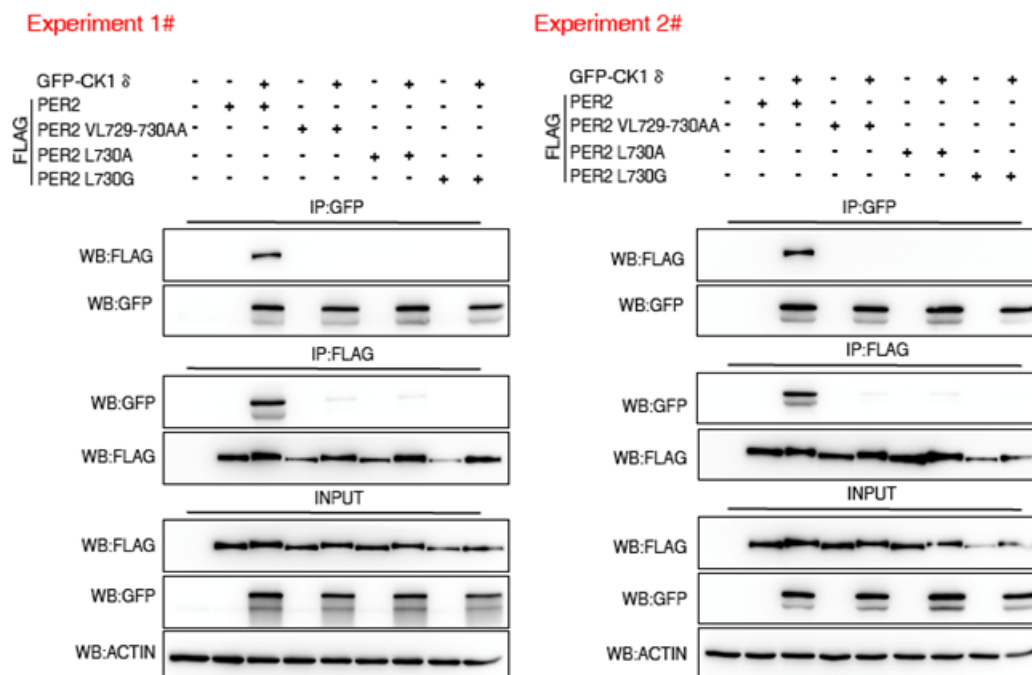 Experiment 1#
GFP-CK1 δ - - + - + - + - +
FLAG
PER2 - + + - - - - - -
PER2 VL729-730AA - - - + + - - - -
PER2 L730A - - - - - + + - -
PER2 L730G - - - - - - - + +
IP:GFP
WB:FLAG
WB:GFP
IP:FLAG
WB:GFP
WB:FLAG
INPUT
WB:FLAG
WB:GFP
WB:ACTIN
Experiment 2#
GFP-CK1 δ - - + - + - + - +
FLAG
PER2 - + + - - - - - -
PER2 VL729-730AA - - - + + - - - -
PER2 L730A - - - - - + + - -
PER2 L730G - - - - - - - + +
IP:GFP
WB:FLAG
WB:GFP
IP:FLAG
WB:GFP
WB:FLAG
INPUT
WB:FLAG
WB:GFP
WB:ACTIN